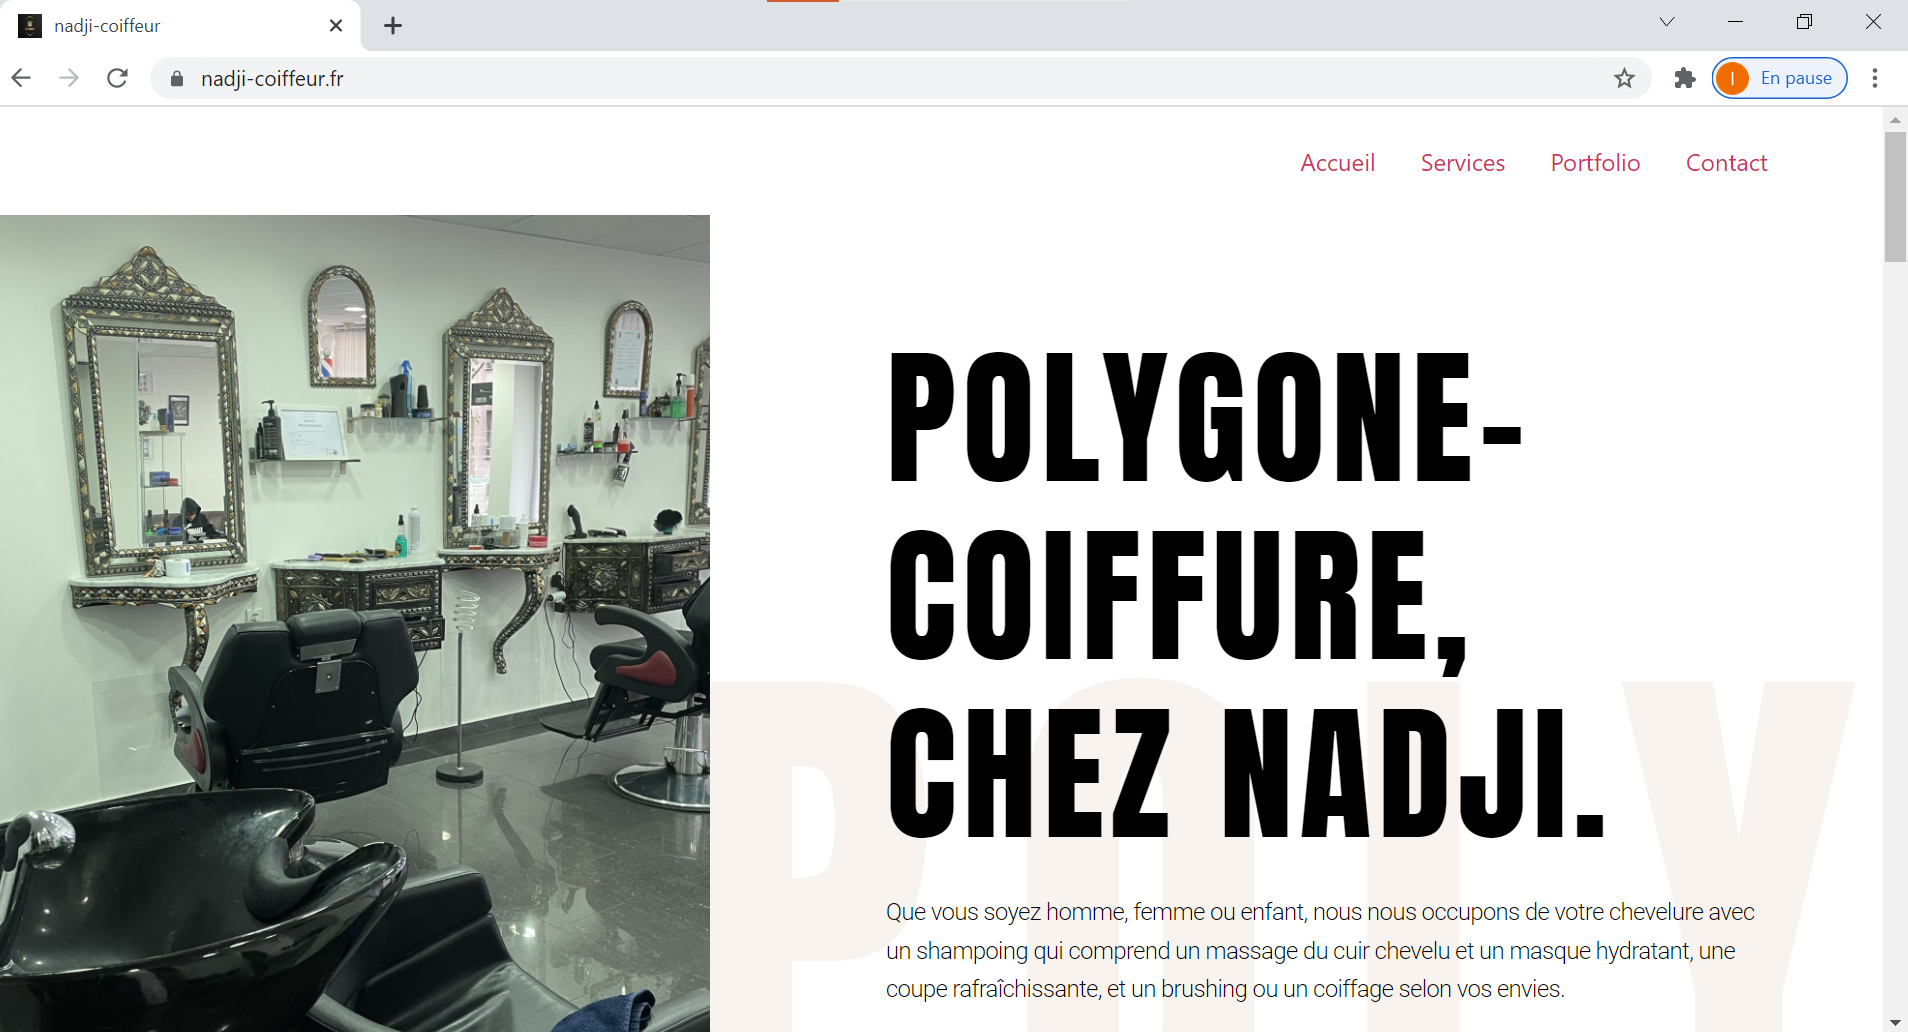 nadji-coiffeur
nadji-coiffeur.fr
I
En pause
Accueil Services Portfolio Contact
POLYGONE-
COIFFURE,
CHEZ NADJI.
POLY
Que vous soyez homme, femme ou enfant, nous nous occupons de votre chevelure avec
un shampoing qui comprend un massage du cuir chevelu et un masque hydratant, une
coupe rafraîchissante, et un brushing ou un coiffage selon vos envies.